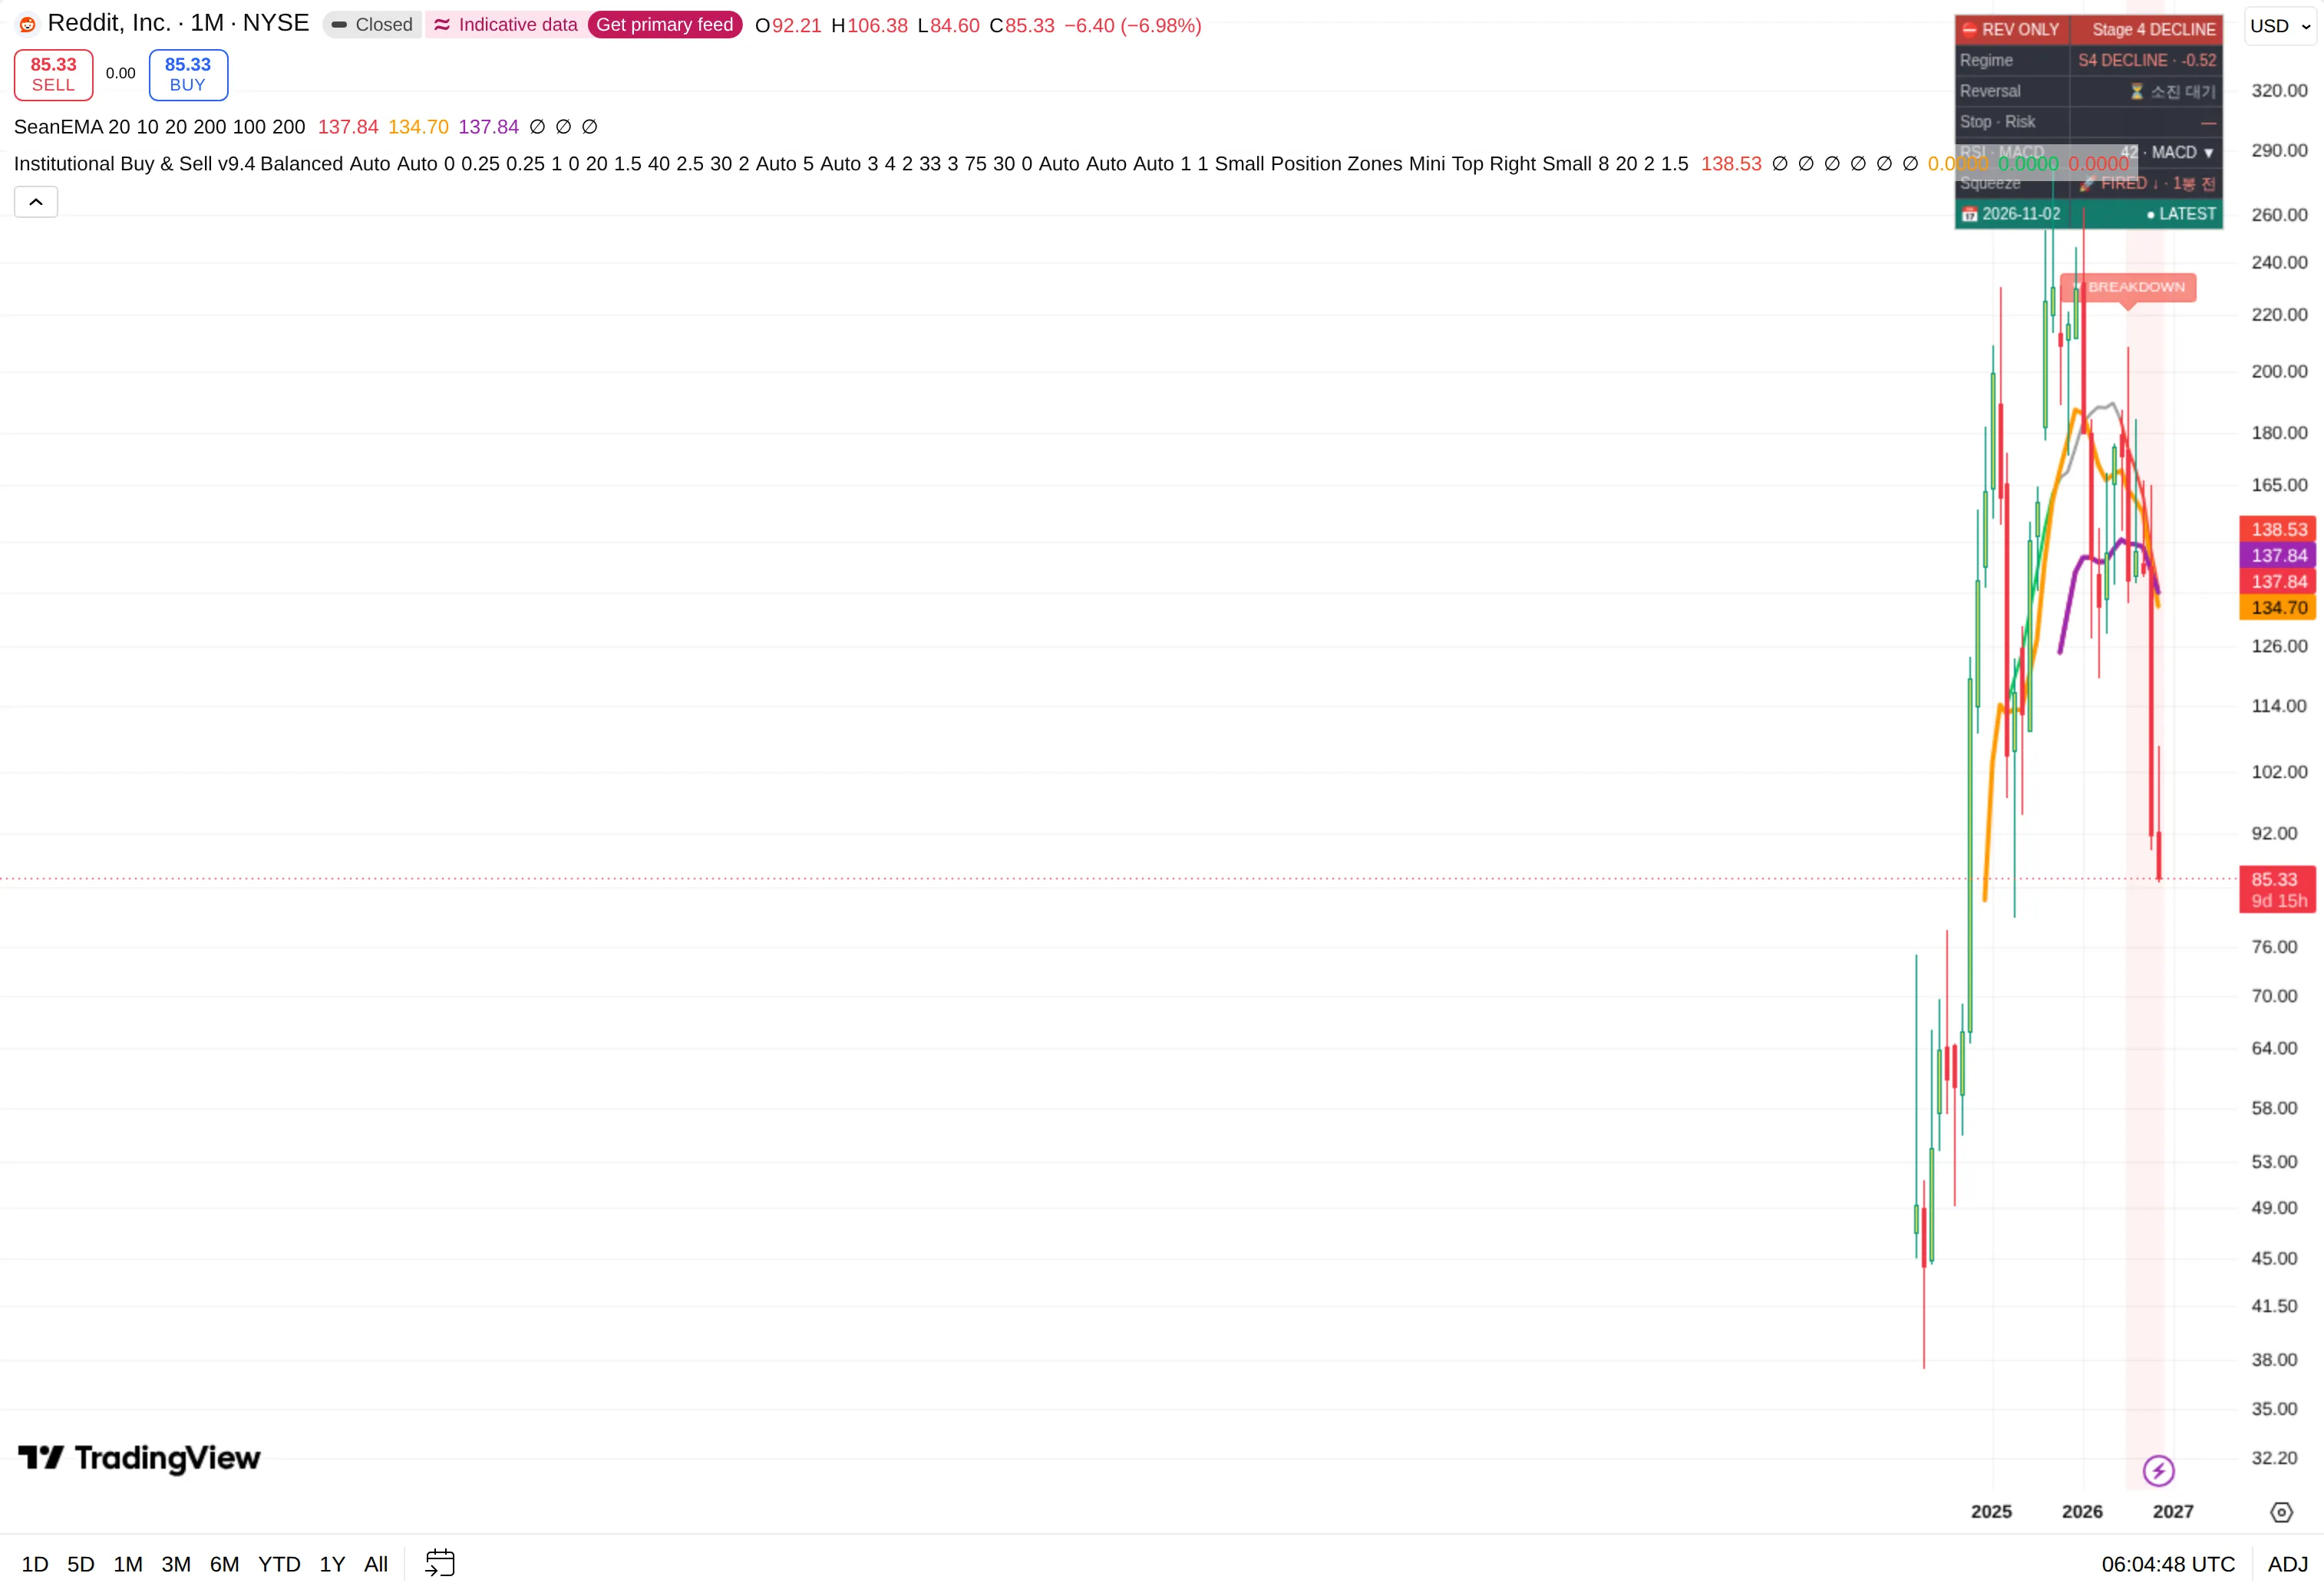 Reddit, Inc. · 1M · NYSE Closed Indicative data Get primary feed O92.21 H106.38 L84.60 C85.33 −6.40 (−6.98%)
85.33 SELL 0.00 85.33 BUY
SeanEMA 20 10 20 200 100 200 137.84 134.70 137.84 ∅ ∅ ∅
Institutional Buy & Sell v9.4 Balanced Auto Auto 0 0.25 0.25 1 0 20 1.5 40 2.5 30 2 Auto 5 Auto 3 4 2 33 3 75 30 0 Auto Auto Auto 1 1 Small Position Zones Mini Top Right Small 8 20 2 1.5 138.53 ∅ ∅ ∅ ∅ ∅ ∅ 0.0000 0.0000 0.0000
REV ONLY Stage 4 DECLINE
Regime S4 DECLINE · -0.52
Reversal ⏳ 소진 대기
Stop · Risk —
RSI · MACD 42 · MACD ▼
Squeeze 🚀 FIRED ↓ · 1봉 전
2026-11-02 ● LATEST
BREAKDOWN
USD
320.00
290.00
260.00
240.00
220.00
200.00
180.00
165.00
138.53
137.84
137.84
134.70
126.00
114.00
102.00
92.00
85.33
9d 15h
76.00
70.00
64.00
58.00
53.00
49.00
45.00
41.50
38.00
35.00
32.20
TradingView
2025 2026 2027
1D 5D 1M 3M 6M YTD 1Y All
06:04:48 UTC ADJ